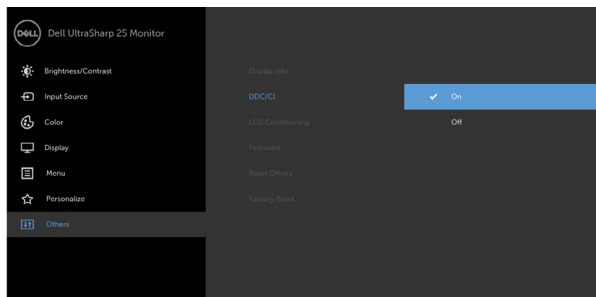 DELL
Dell UltraSharp 25 Monitor
Brightness/Contrast
Input Source
Color
Display
Menu
Personalize
Others
Display Info
DDC/CI
LCD Conditioning
Firmware
Reset Others
Factory Reset
On
Off